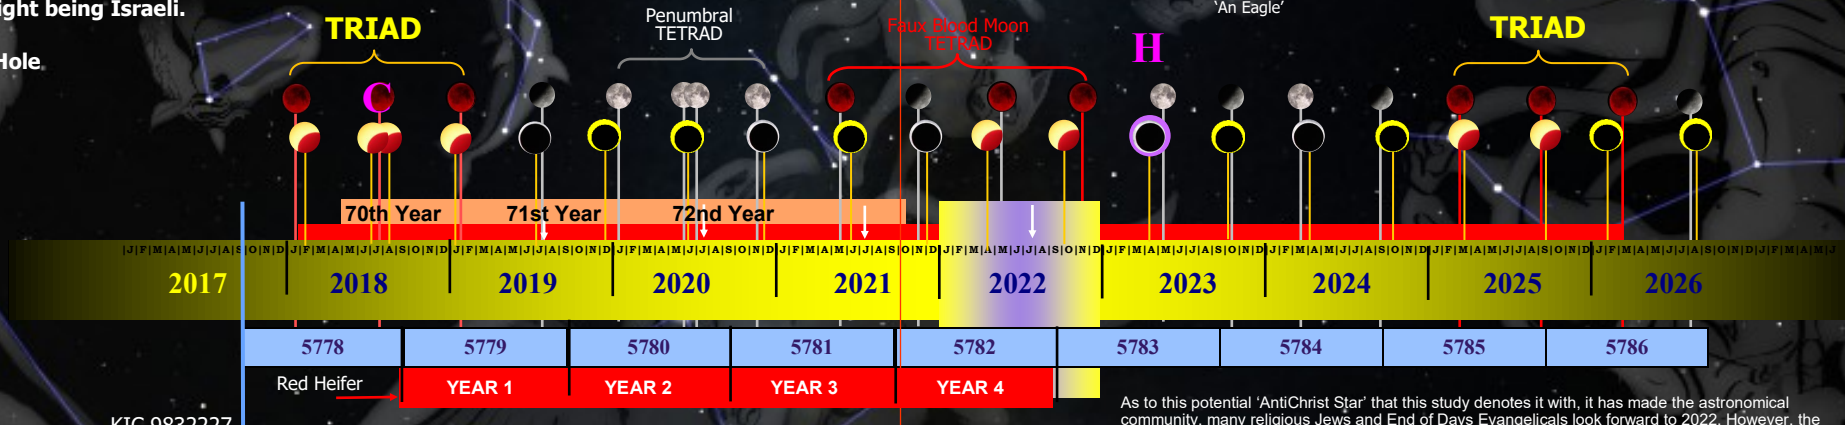 ight being Israeli.
Hole
TRIAD
Penumbral
TETRAD
Faux Blood Moon
TETRAD
'An Eagle'
H
TRIAD
C
70th Year 71st Year 72nd Year
|J|F|M|A|M|J|J|A|S|O|N|D |J|F|M|A|M|J|J|A|S|O|N|D |J|F|M|A|M|J|J|A|S|O|N|D |J|F|M|A|M|J|J|A|S|O|N|D |J|F|M|A|M|J|J|A|S|O|N|D |J|F|M|A|M|J|J|A|S|O|N|D |J|F|M|A|M|J|J|A|S|O|N|D |J|F|M|A|M|J|J|A|S|O|N|D |J|F|M|A|M|J|J|A|S|O|N|D |J|F|M|A|M|J|J|A|S|O|N|D|J|F|M|A|M|J
2017 2018 2019 2020 2021 2022 2023 2024 2025 2026
5778 5779 5780 5781 5782 5783 5784 5785 5786
Red Heifer YEAR 1 YEAR 2 YEAR 3 YEAR 4
As to this potential 'AntiChrist Star' that this study denotes it with, it has made the astronomical
KIC 9832227
community, many religious Jews and End of Days Evangelicals look forward to 2022. However, the